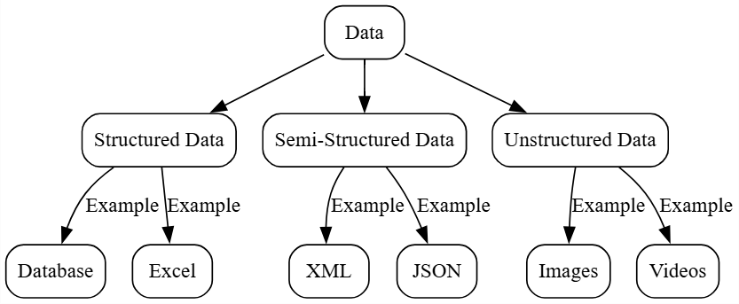 Data
Structured Data
Semi-Structured Data
Unstructured Data
Example
Example
Example
Example
Example
Example
Database
Excel
XML
JSON
Images
Videos